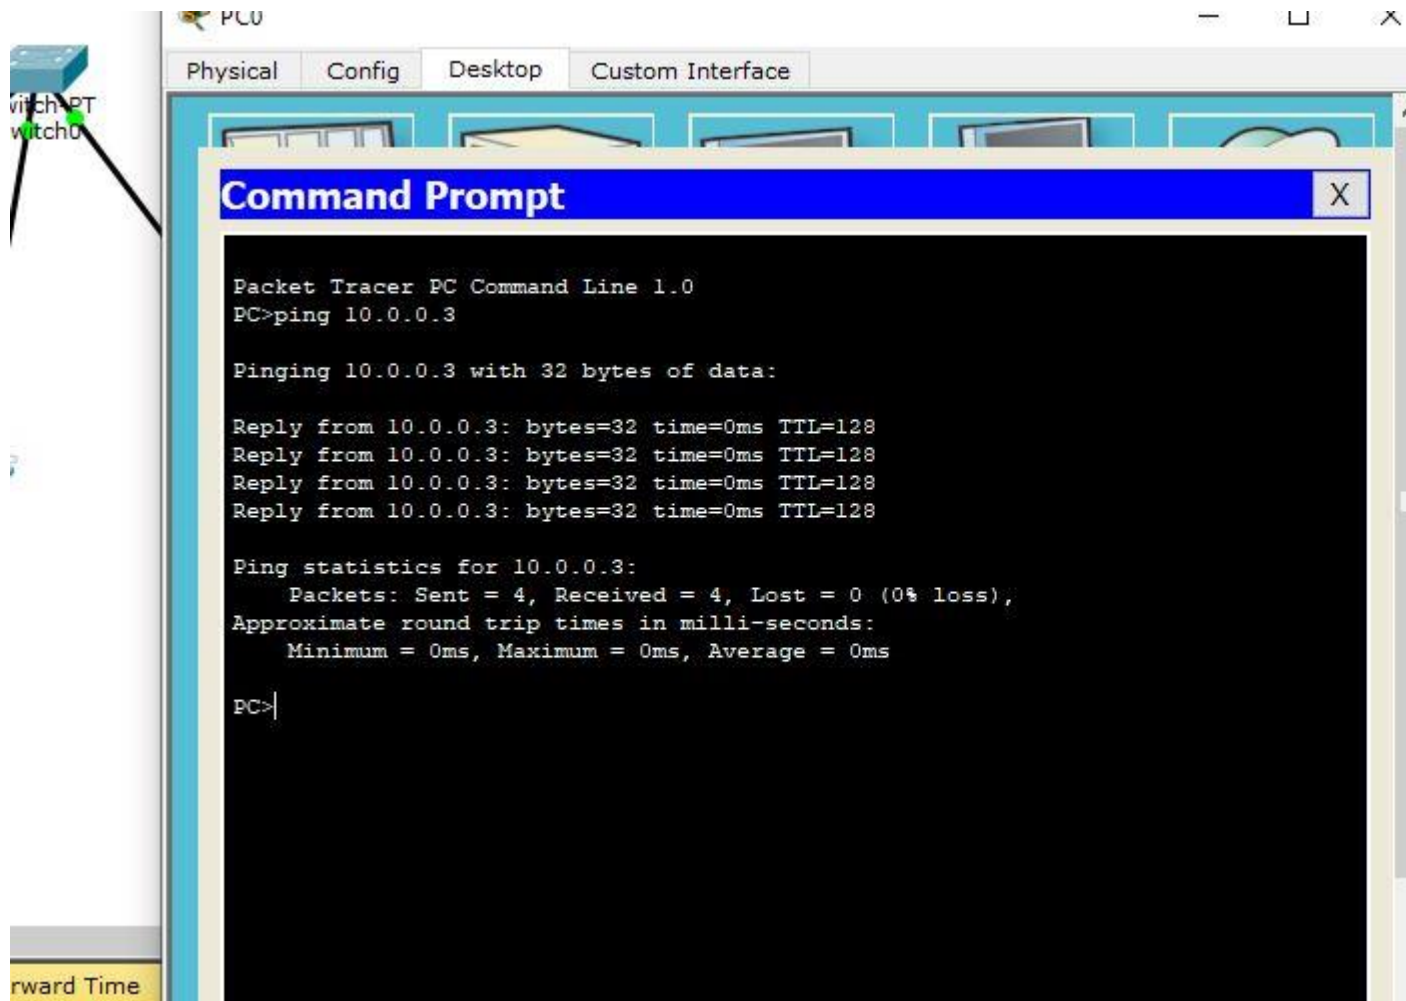 PC0
Physical Config Desktop Custom Interface
witch-PT
witch0
Command Prompt X
Packet Tracer PC Command Line 1.0
PC>ping 10.0.0.3
Pinging 10.0.0.3 with 32 bytes of data:
Reply from 10.0.0.3: bytes=32 time=0ms TTL=128
Reply from 10.0.0.3: bytes=32 time=0ms TTL=128
Reply from 10.0.0.3: bytes=32 time=0ms TTL=128
Reply from 10.0.0.3: bytes=32 time=0ms TTL=128
Ping statistics for 10.0.0.3:
Packets: Sent = 4, Received = 4, Lost = 0 (0% loss),
Approximate round trip times in milli-seconds:
Minimum = 0ms, Maximum = 0ms, Average = 0ms
PC>
rward Time